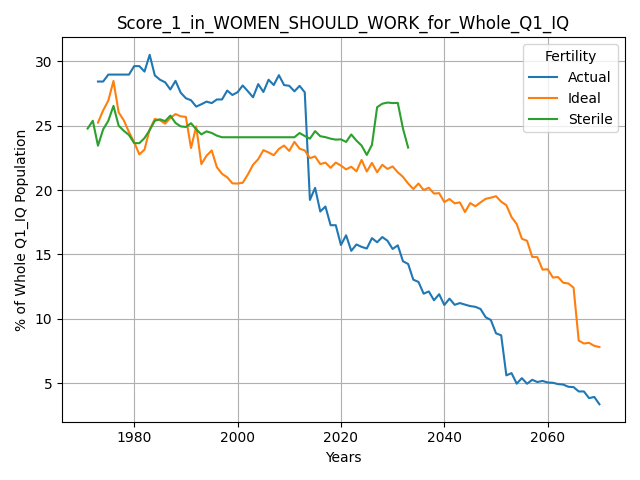 Score_1_in_WOMEN_SHOULD_WORK_for_Whole_Q1_IQ
% of Whole Q1_IQ Population
30
25
20
15
10
5
Fertility
Actual
Ideal
Sterile
1980 2000 2020 2040 2060
Years